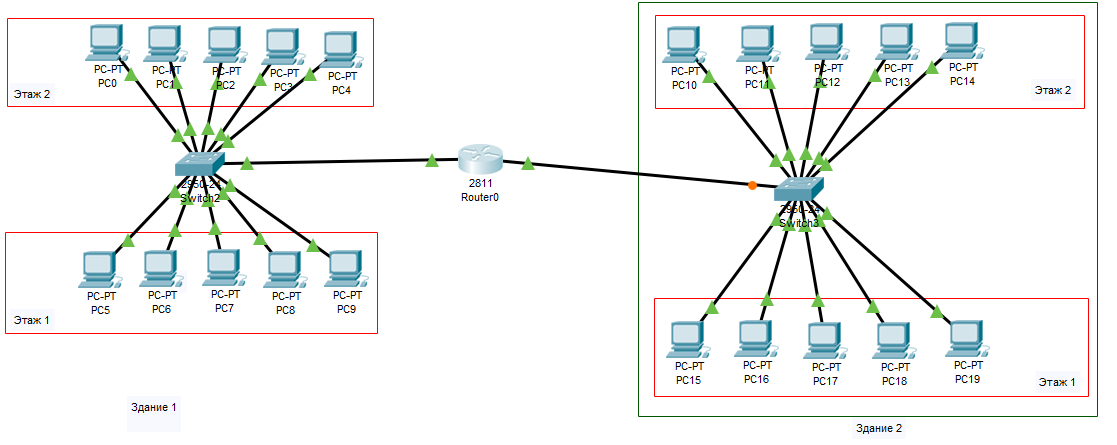 PC-PT
PC0
PC-PT
PC1
PC-PT
PC2
PC-PT
PC3
PC-PT
PC4
Этаж 2
2950-24
Switch2
PC-PT
PC5
PC-PT
PC6
PC-PT
PC7
PC-PT
PC8
PC-PT
PC9
Этаж 1
Здание 1
2811
Router0
PC-PT
PC10
PC-PT
PC11
PC-PT
PC12
PC-PT
PC13
PC-PT
PC14
Этаж 2
2950-24
Switch3
PC-PT
PC15
PC-PT
PC16
PC-PT
PC17
PC-PT
PC18
PC-PT
PC19
Этаж 1
Здание 2